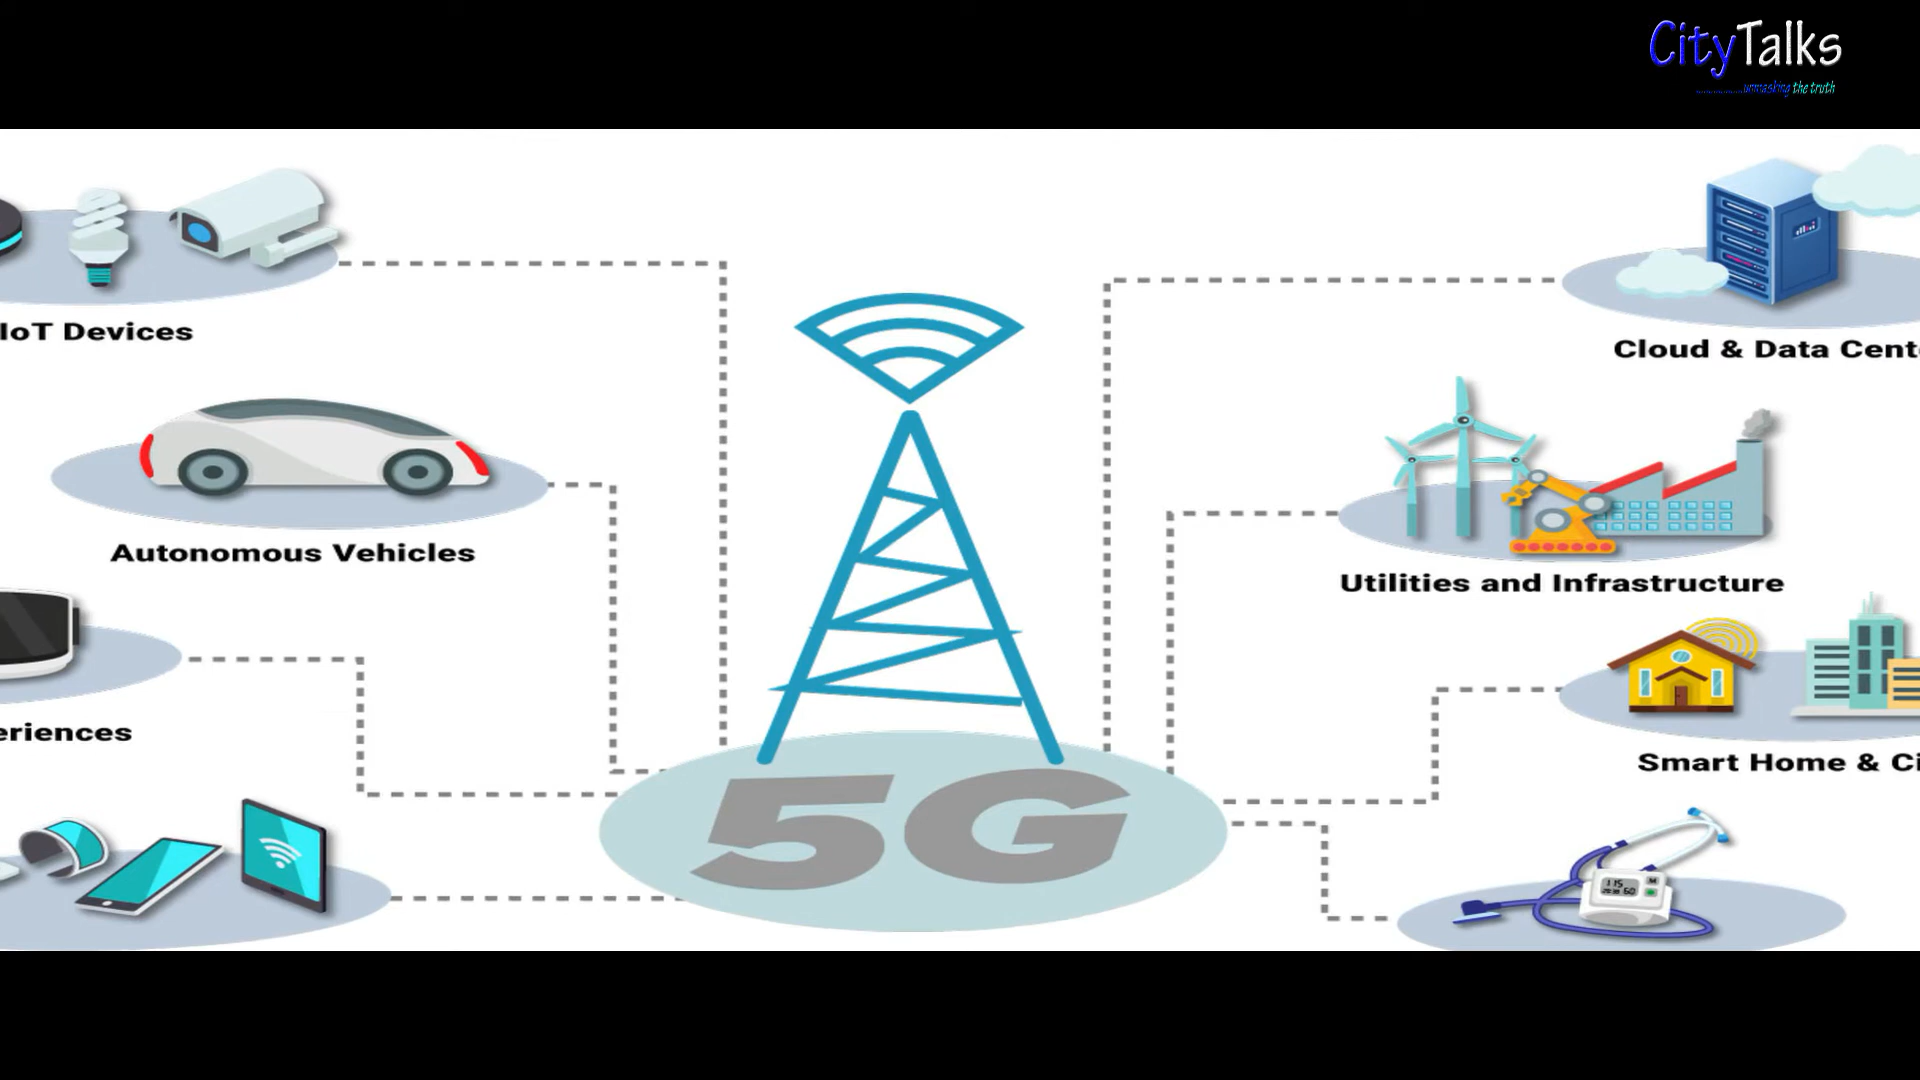 CityTalks
unmasking the truth
IoT Devices
Cloud & Data Cent
Autonomous Vehicles
Utilities and Infrastructure
eriences
Smart Home & Ci
5G
115